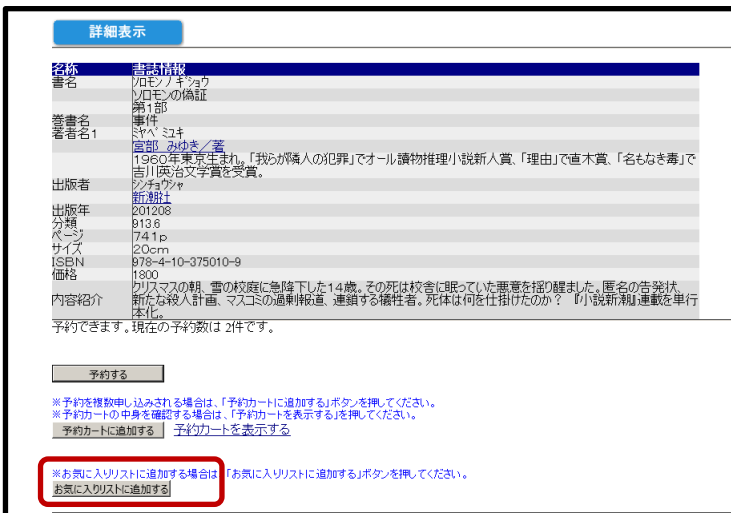 詳細表示
名称 書誌情報
書名 ソロモン ノ ギショウ
ソロモンの偽証
第1部
巻書名 事件
著者名1 ミヤベ ミユキ
宮部 みゆき／著
1960年東京生まれ。「我らが隣人の犯罪」でオール讀物推理小説新人賞、「理由」で直木賞、「名もなき毒」で
吉川英治文学賞を受賞。
出版者 シンチョウシャ
新潮社
出版年 201208
分類 913.6
ページ 741p
サイズ 20cm
ISBN 978-4-10-375010-9
価格 1800
クリスマスの朝、雪の校庭に急降下した14歳。その死は校舎に眠っていた悪意を揺り醒ました。匿名の告発状、
内容紹介 新たな殺人計画、マスコミの過剰報道、連鎖する犠牲者。死体は何を仕掛けたのか？ 『小説新潮』連載を単行
本化。
予約できます。現在の予約数は 2件です。
予約する
※予約を複数申し込みされる場合は、「予約カートに追加する」ボタンを押してください。
※予約カートの中身を確認する場合は、「予約カートを表示する」を押してください。
予約カートに追加する 予約カートを表示する
※お気に入りリストに追加する場合は、「お気に入りリストに追加する」ボタンを押してください。
お気に入りリストに追加する